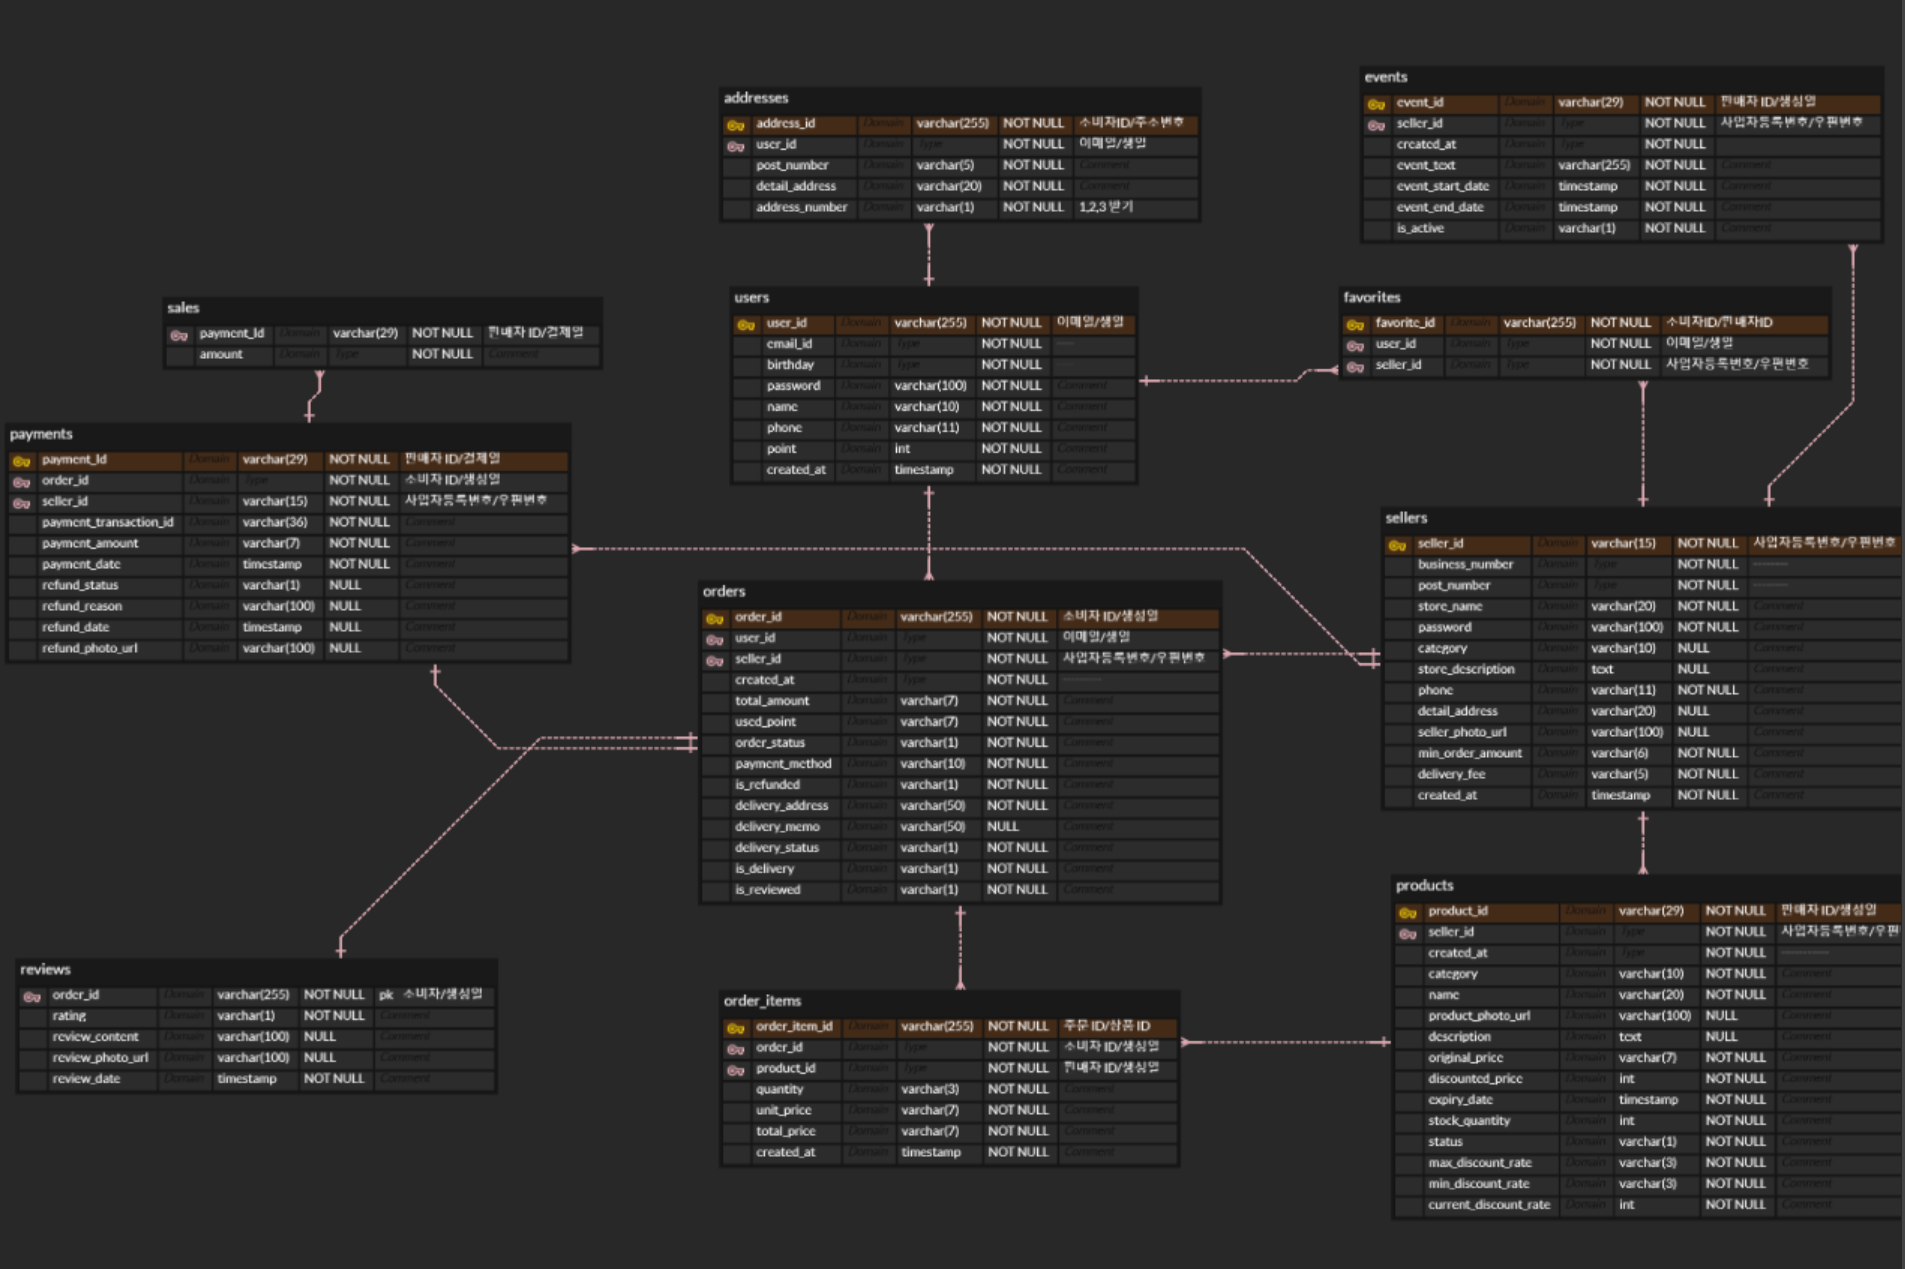 addresses
address_id Domain varchar(255) NOT NULL 소비자ID/주소번호
user_id Domain Type NOT NULL 이메일/생일
post_number Domain varchar(5) NOT NULL Comment
detail_address Domain varchar(20) NOT NULL Comment
address_number Domain varchar(1) NOT NULL 1,2,3 받기
events
event_id Domain varchar(29) NOT NULL 판매자 ID/생성일
seller_id Domain Type NOT NULL 사업자등록번호/우편번호
created_at Domain Type NOT NULL
event_text Domain varchar(255) NOT NULL Comment
event_start_date Domain timestamp NOT NULL Comment
event_end_date Domain timestamp NOT NULL Comment
is_active Domain varchar(1) NOT NULL Comment
sales
payment_Id Domain varchar(29) NOT NULL 판매자 ID/결제일
amount Domain Type NOT NULL Comment
users
user_id Domain varchar(255) NOT NULL 이메일/생일
email_id Domain Type NOT NULL
birthday Domain Type NOT NULL
password Domain varchar(100) NOT NULL Comment
name Domain varchar(10) NOT NULL Comment
phone Domain varchar(11) NOT NULL Comment
point Domain int NOT NULL Comment
created_at Domain timestamp NOT NULL Comment
favorites
favorite_id Domain varchar(255) NOT NULL 소비자ID/판매자ID
user_id Domain Type NOT NULL 이메일/생일
seller_id Domain Type NOT NULL 사업자등록번호/우편번호
payments
payment_Id Domain varchar(29) NOT NULL 판매자 ID/결제일
order_id Domain Type NOT NULL 소비자 ID/생성일
seller_id Domain varchar(15) NOT NULL 사업자등록번호/우편번호
payment_transaction_id Domain varchar(36) NOT NULL Comment
payment_amount Domain varchar(7) NOT NULL Comment
payment_date Domain timestamp NOT NULL Comment
refund_status Domain varchar(1) NULL Comment
refund_reason Domain varchar(100) NULL Comment
refund_date Domain timestamp NULL Comment
refund_photo_url Domain varchar(100) NULL Comment
sellers
seller_id Domain varchar(15) NOT NULL 사업자등록번호/우편번호
business_number Domain Type NOT NULL
post_number Domain Type NOT NULL
store_name Domain varchar(20) NOT NULL Comment
password Domain varchar(100) NOT NULL Comment
category Domain varchar(10) NULL Comment
store_description Domain text NULL Comment
phone Domain varchar(11) NOT NULL Comment
detail_address Domain varchar(20) NULL Comment
seller_photo_url Domain varchar(100) NULL Comment
min_order_amount Domain varchar(6) NOT NULL Comment
delivery_fee Domain varchar(5) NOT NULL Comment
created_at Domain timestamp NOT NULL Comment
orders
order_id Domain varchar(255) NOT NULL 소비자 ID/생성일
user_id Domain Type NOT NULL 이메일/생일
seller_id Domain Type NOT NULL 사업자등록번호/우편번호
created_at Domain Type NOT NULL
total_amount Domain varchar(7) NOT NULL Comment
used_point Domain varchar(7) NOT NULL Comment
order_status Domain varchar(1) NOT NULL Comment
payment_method Domain varchar(10) NOT NULL Comment
is_refunded Domain varchar(1) NOT NULL Comment
delivery_address Domain varchar(50) NOT NULL Comment
delivery_memo Domain varchar(50) NULL Comment
delivery_status Domain varchar(1) NOT NULL Comment
is_delivery Domain varchar(1) NOT NULL Comment
is_reviewed Domain varchar(1) NOT NULL Comment
products
product_id Domain varchar(29) NOT NULL 판매자 ID/생성일
seller_id Domain Type NOT NULL 사업자등록번호/우편
created_at Domain Type NOT NULL
category Domain varchar(10) NOT NULL Comment
name Domain varchar(20) NOT NULL Comment
product_photo_url Domain varchar(100) NULL Comment
description Domain text NULL Comment
original_price Domain varchar(7) NOT NULL Comment
discounted_price Domain int NOT NULL Comment
expiry_date Domain timestamp NOT NULL Comment
stock_quantity Domain int NOT NULL Comment
status Domain varchar(1) NOT NULL Comment
max_discount_rate Domain varchar(3) NOT NULL Comment
min_discount_rate Domain varchar(3) NOT NULL Comment
current_discount_rate Domain int NOT NULL Comment
reviews
order_id Domain varchar(255) NOT NULL pk 소비자/생성일
rating Domain varchar(1) NOT NULL Comment
review_content Domain varchar(100) NULL Comment
review_photo_url Domain varchar(100) NULL Comment
review_date Domain timestamp NOT NULL Comment
order_items
order_item_id Domain varchar(255) NOT NULL 주문 ID/상품 ID
order_id Domain Type NOT NULL 소비자 ID/생성일
product_id Domain Type NOT NULL 판매자 ID/생성일
quantity Domain varchar(3) NOT NULL Comment
unit_price Domain varchar(7) NOT NULL Comment
total_price Domain varchar(7) NOT NULL Comment
created_at Domain timestamp NOT NULL Comment